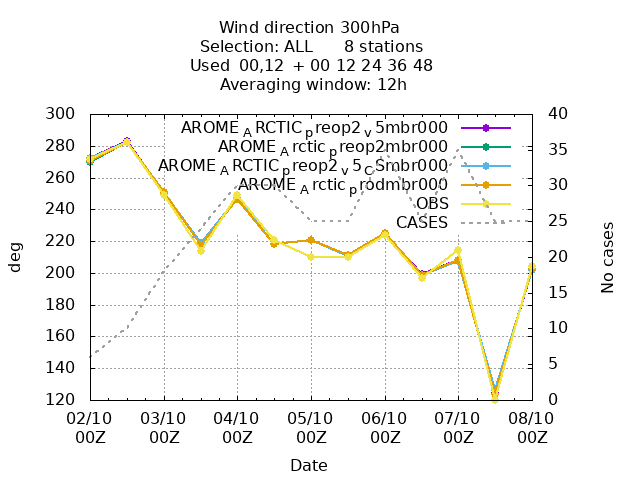 Wind direction 300hPa
Selection: ALL 8 stations
Used 00,12 + 00 12 24 36 48
Averaging window: 12h
300 40
AROME_ARCTIC_preop2_v5mbr000
280 35
AROME_Arctic_preop2mbr000
AROME_ARCTIC_preop2_v5_cSmbr000
260 30
AROME_Arctic_prodmbr000
OBS
240 25
CASES
220
200 20
180 15
160 10
140 5
120 0
deg
No cases
02/10 03/10 04/10 05/10 06/10 07/10 08/10
00Z 00Z 00Z 00Z 00Z 00Z 00Z
Date